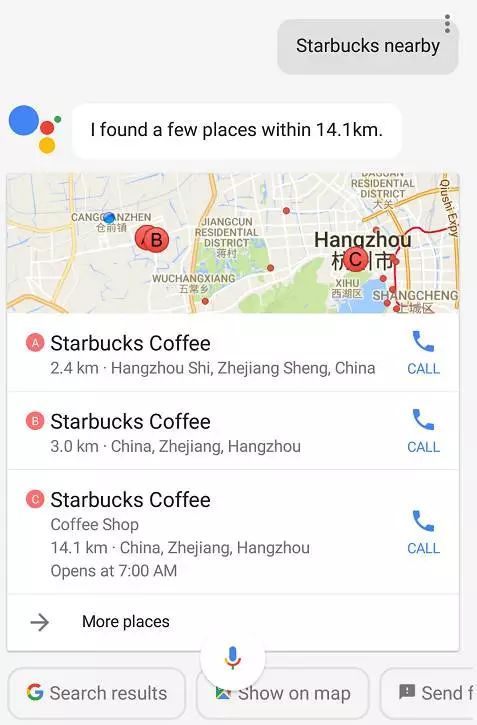 Starbucks nearby
I found a few places within 14.1km.
DAGUAN
RESIDENTIAL
DISTRICT
大关
Qiushi Expy
CANGQIANZHEN
仓前镇
A B
JIANGCUN
RESIDENTIAL
DISTRICT
蒋村
Hangzhou
杭州市
C
WUCHANGXIANG
五常乡
XIHU
西湖区
SHANGCHENG
上城区
A Starbucks Coffee
2.4 km · Hangzhou Shi, Zhejiang Sheng, China
CALL
B Starbucks Coffee
3.0 km · China, Zhejiang, Hangzhou
CALL
C Starbucks Coffee
Coffee Shop
14.1 km · China, Zhejiang, Hangzhou
Opens at 7:00 AM
CALL
More places
G Search results
Show on map
Send f